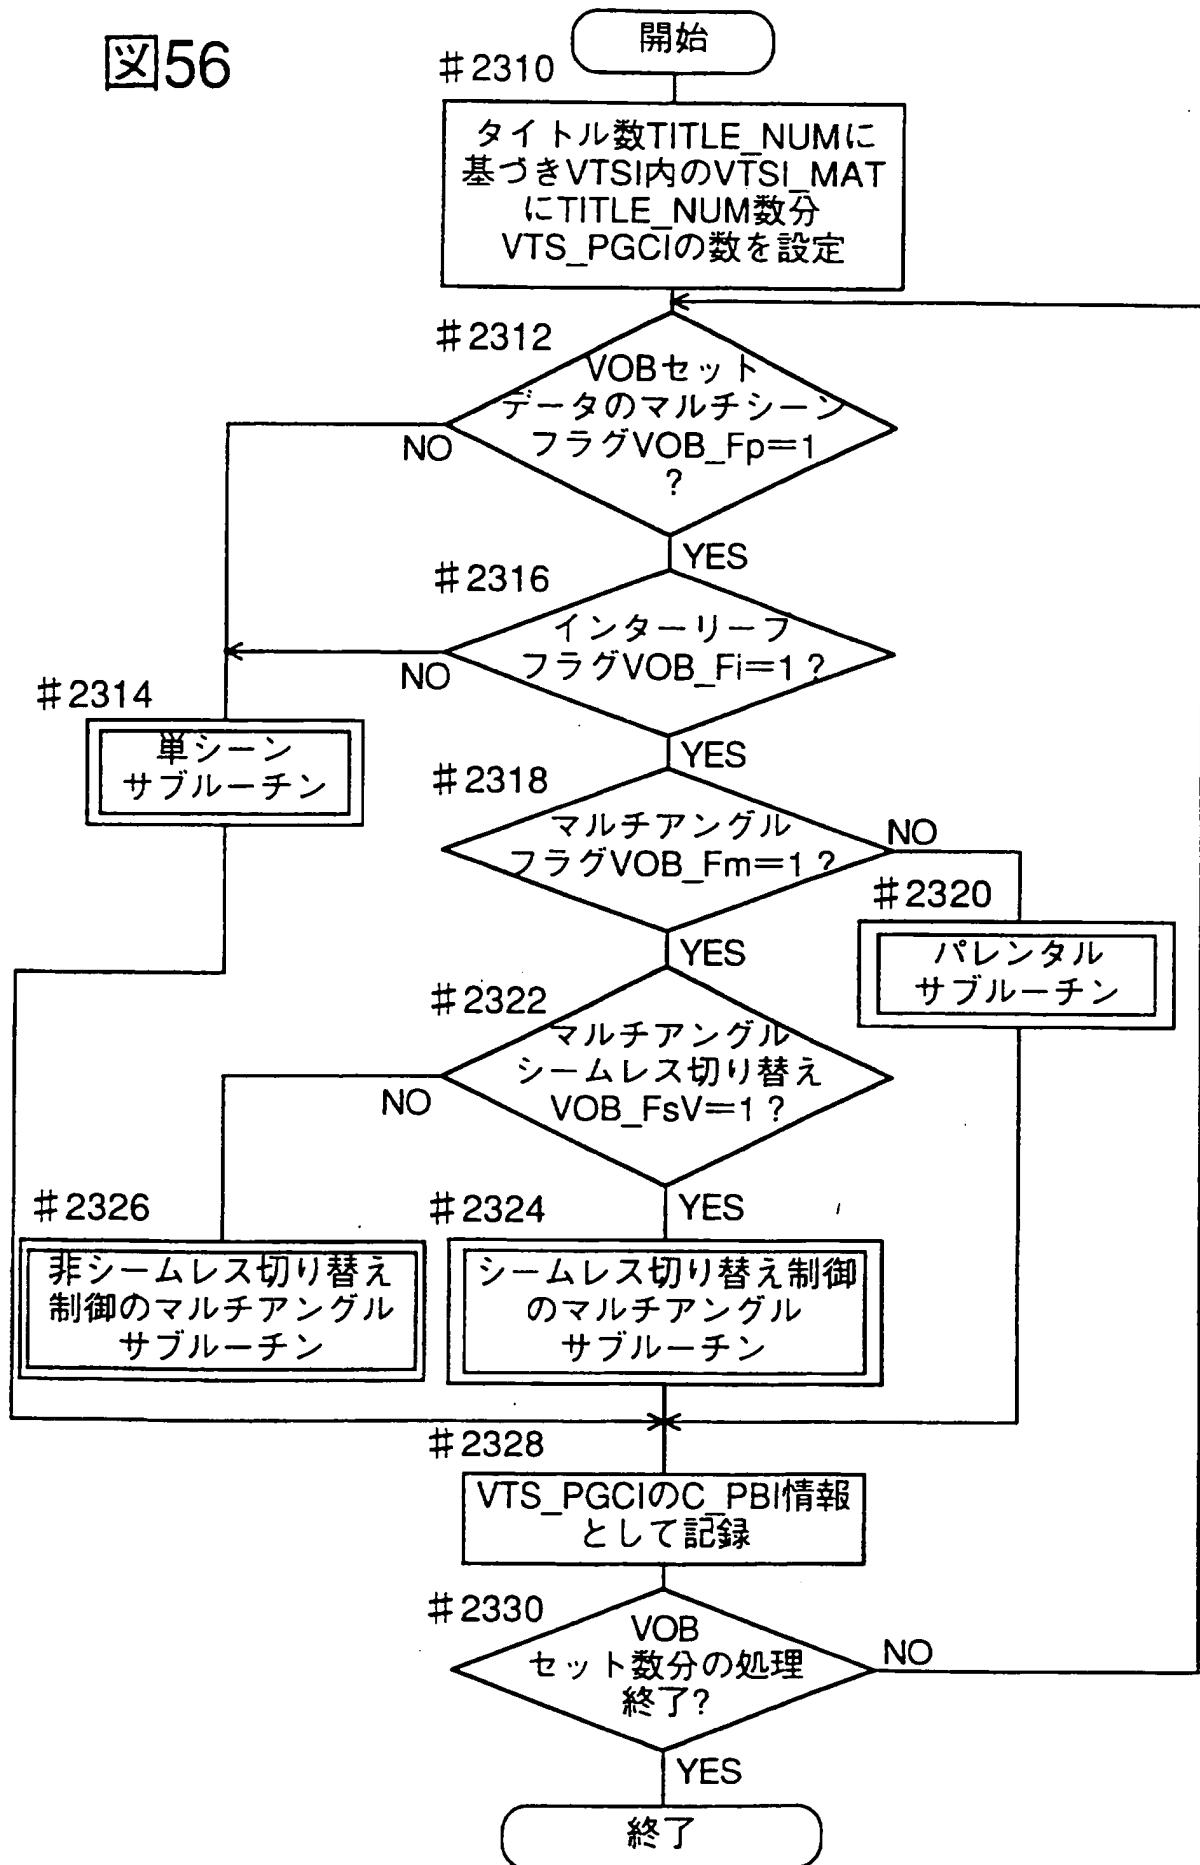 図56
開始
#2310
タイトル数TITLE_NUMに
基づきVTSI内のVTSI_MAT
にTITLE_NUM数分
VTS_PGCIの数を設定
#2312
VOBセット
データのマルチシーン
フラグVOB_Fp=1
?
NO
YES
#2316
インターリーフ
フラグVOB_Fi=1?
NO
YES
#2314
単シーン
サブルーチン
#2318
マルチアングル
フラグVOB_Fm=1?
NO
YES
#2320
パレンタル
サブルーチン
#2322
マルチアングル
シームレス切り替え
VOB_FsV=1?
NO
YES
#2326
非シームレス切り替え
制御のマルチアングル
サブルーチン
#2324
シームレス切り替え制御
のマルチアングル
サブルーチン
#2328
VTS_PGCIのC_PBI情報
として記録
#2330
VOB
セット数分の処理
終了?
NO
YES
終了